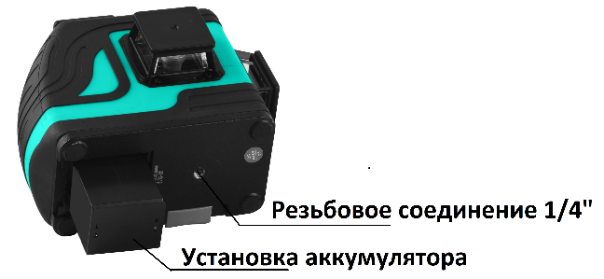 Резьбовое соединение 1/4"
Установка аккумулятора